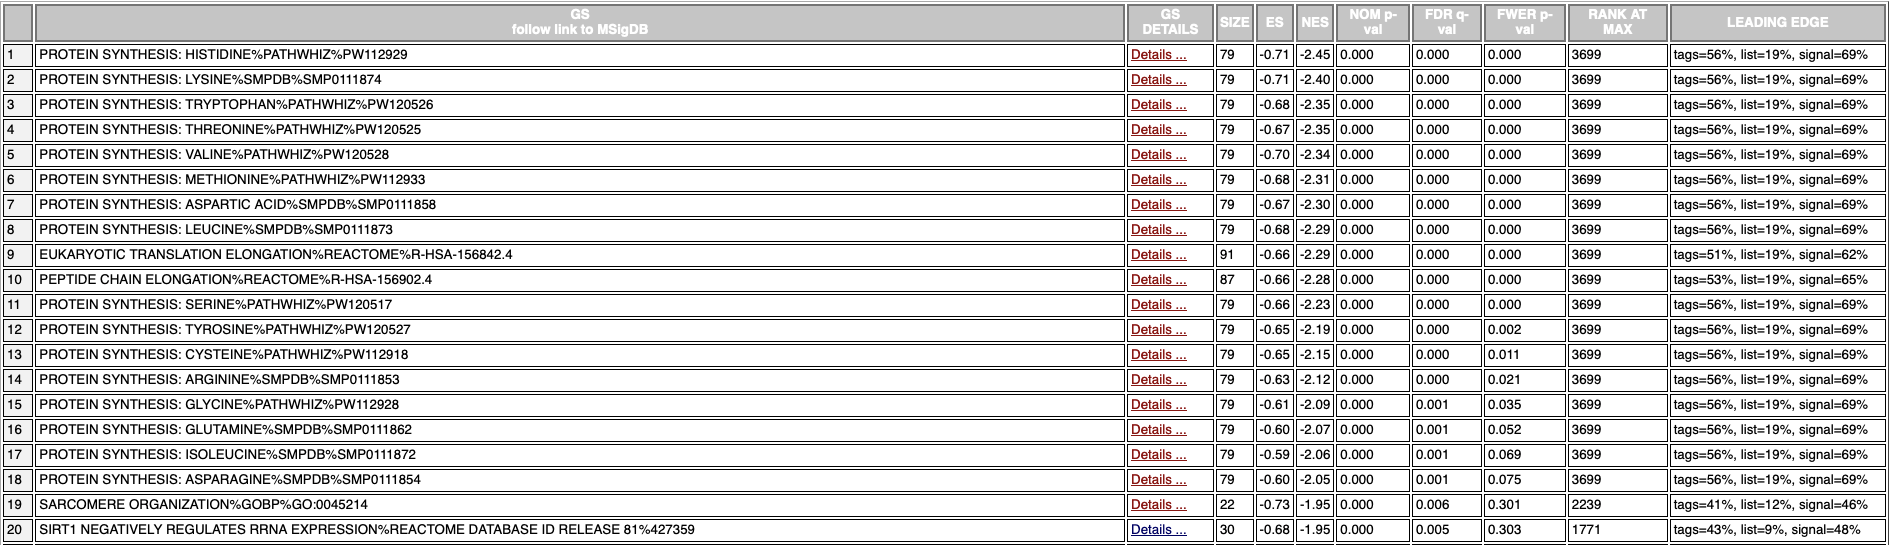 GS
follow link to MSigDB GS DETAILS SIZE ES NES NOM p-val FDR q-val FWER p-val RANK AT MAX LEADING EDGE
1 PROTEIN SYNTHESIS: HISTIDINE%PATHWHIZ%PW112929 Details ... 79 -0.71 -2.45 0.000 0.000 0.000 3699 tags=56%, list=19%, signal=69%
2 PROTEIN SYNTHESIS: LYSINE%SMPDB%SMP0111874 Details ... 79 -0.71 -2.40 0.000 0.000 0.000 3699 tags=56%, list=19%, signal=69%
3 PROTEIN SYNTHESIS: TRYPTOPHAN%PATHWHIZ%PW120526 Details ... 79 -0.68 -2.35 0.000 0.000 0.000 3699 tags=56%, list=19%, signal=69%
4 PROTEIN SYNTHESIS: THREONINE%PATHWHIZ%PW120525 Details ... 79 -0.67 -2.35 0.000 0.000 0.000 3699 tags=56%, list=19%, signal=69%
5 PROTEIN SYNTHESIS: VALINE%PATHWHIZ%PW120528 Details ... 79 -0.70 -2.34 0.000 0.000 0.000 3699 tags=56%, list=19%, signal=69%
6 PROTEIN SYNTHESIS: METHIONINE%PATHWHIZ%PW112933 Details ... 79 -0.68 -2.31 0.000 0.000 0.000 3699 tags=56%, list=19%, signal=69%
7 PROTEIN SYNTHESIS: ASPARTIC ACID%SMPDB%SMP0111858 Details ... 79 -0.67 -2.30 0.000 0.000 0.000 3699 tags=56%, list=19%, signal=69%
8 PROTEIN SYNTHESIS: LEUCINE%SMPDB%SMP0111873 Details ... 79 -0.68 -2.29 0.000 0.000 0.000 3699 tags=56%, list=19%, signal=69%
9 EUKARYOTIC TRANSLATION ELONGATION%REACTOME%R-HSA-156842.4 Details ... 91 -0.66 -2.29 0.000 0.000 0.000 3699 tags=51%, list=19%, signal=62%
10 PEPTIDE CHAIN ELONGATION%REACTOME%R-HSA-156902.4 Details ... 87 -0.66 -2.28 0.000 0.000 0.000 3699 tags=53%, list=19%, signal=65%
11 PROTEIN SYNTHESIS: SERINE%PATHWHIZ%PW120517 Details ... 79 -0.66 -2.23 0.000 0.000 0.000 3699 tags=56%, list=19%, signal=69%
12 PROTEIN SYNTHESIS: TYROSINE%PATHWHIZ%PW120527 Details ... 79 -0.65 -2.19 0.000 0.000 0.002 3699 tags=56%, list=19%, signal=69%
13 PROTEIN SYNTHESIS: CYSTEINE%PATHWHIZ%PW112918 Details ... 79 -0.65 -2.15 0.000 0.000 0.011 3699 tags=56%, list=19%, signal=69%
14 PROTEIN SYNTHESIS: ARGININE%SMPDB%SMP0111853 Details ... 79 -0.63 -2.12 0.000 0.000 0.021 3699 tags=56%, list=19%, signal=69%
15 PROTEIN SYNTHESIS: GLYCINE%PATHWHIZ%PW112928 Details ... 79 -0.61 -2.09 0.000 0.001 0.035 3699 tags=56%, list=19%, signal=69%
16 PROTEIN SYNTHESIS: GLUTAMINE%SMPDB%SMP0111862 Details ... 79 -0.60 -2.07 0.000 0.001 0.052 3699 tags=56%, list=19%, signal=69%
17 PROTEIN SYNTHESIS: ISOLEUCINE%SMPDB%SMP0111872 Details ... 79 -0.59 -2.06 0.000 0.001 0.069 3699 tags=56%, list=19%, signal=69%
18 PROTEIN SYNTHESIS: ASPARAGINE%SMPDB%SMP0111854 Details ... 79 -0.60 -2.05 0.000 0.001 0.075 3699 tags=56%, list=19%, signal=69%
19 SARCOMERE ORGANIZATION%GOBP%GO:0045214 Details ... 22 -0.73 -1.95 0.000 0.006 0.301 2239 tags=41%, list=12%, signal=46%
20 SIRT1 NEGATIVELY REGULATES RRNA EXPRESSION%REACTOME DATABASE ID RELEASE 81%427359 Details ... 30 -0.68 -1.95 0.000 0.005 0.303 1771 tags=43%, list=9%, signal=48%